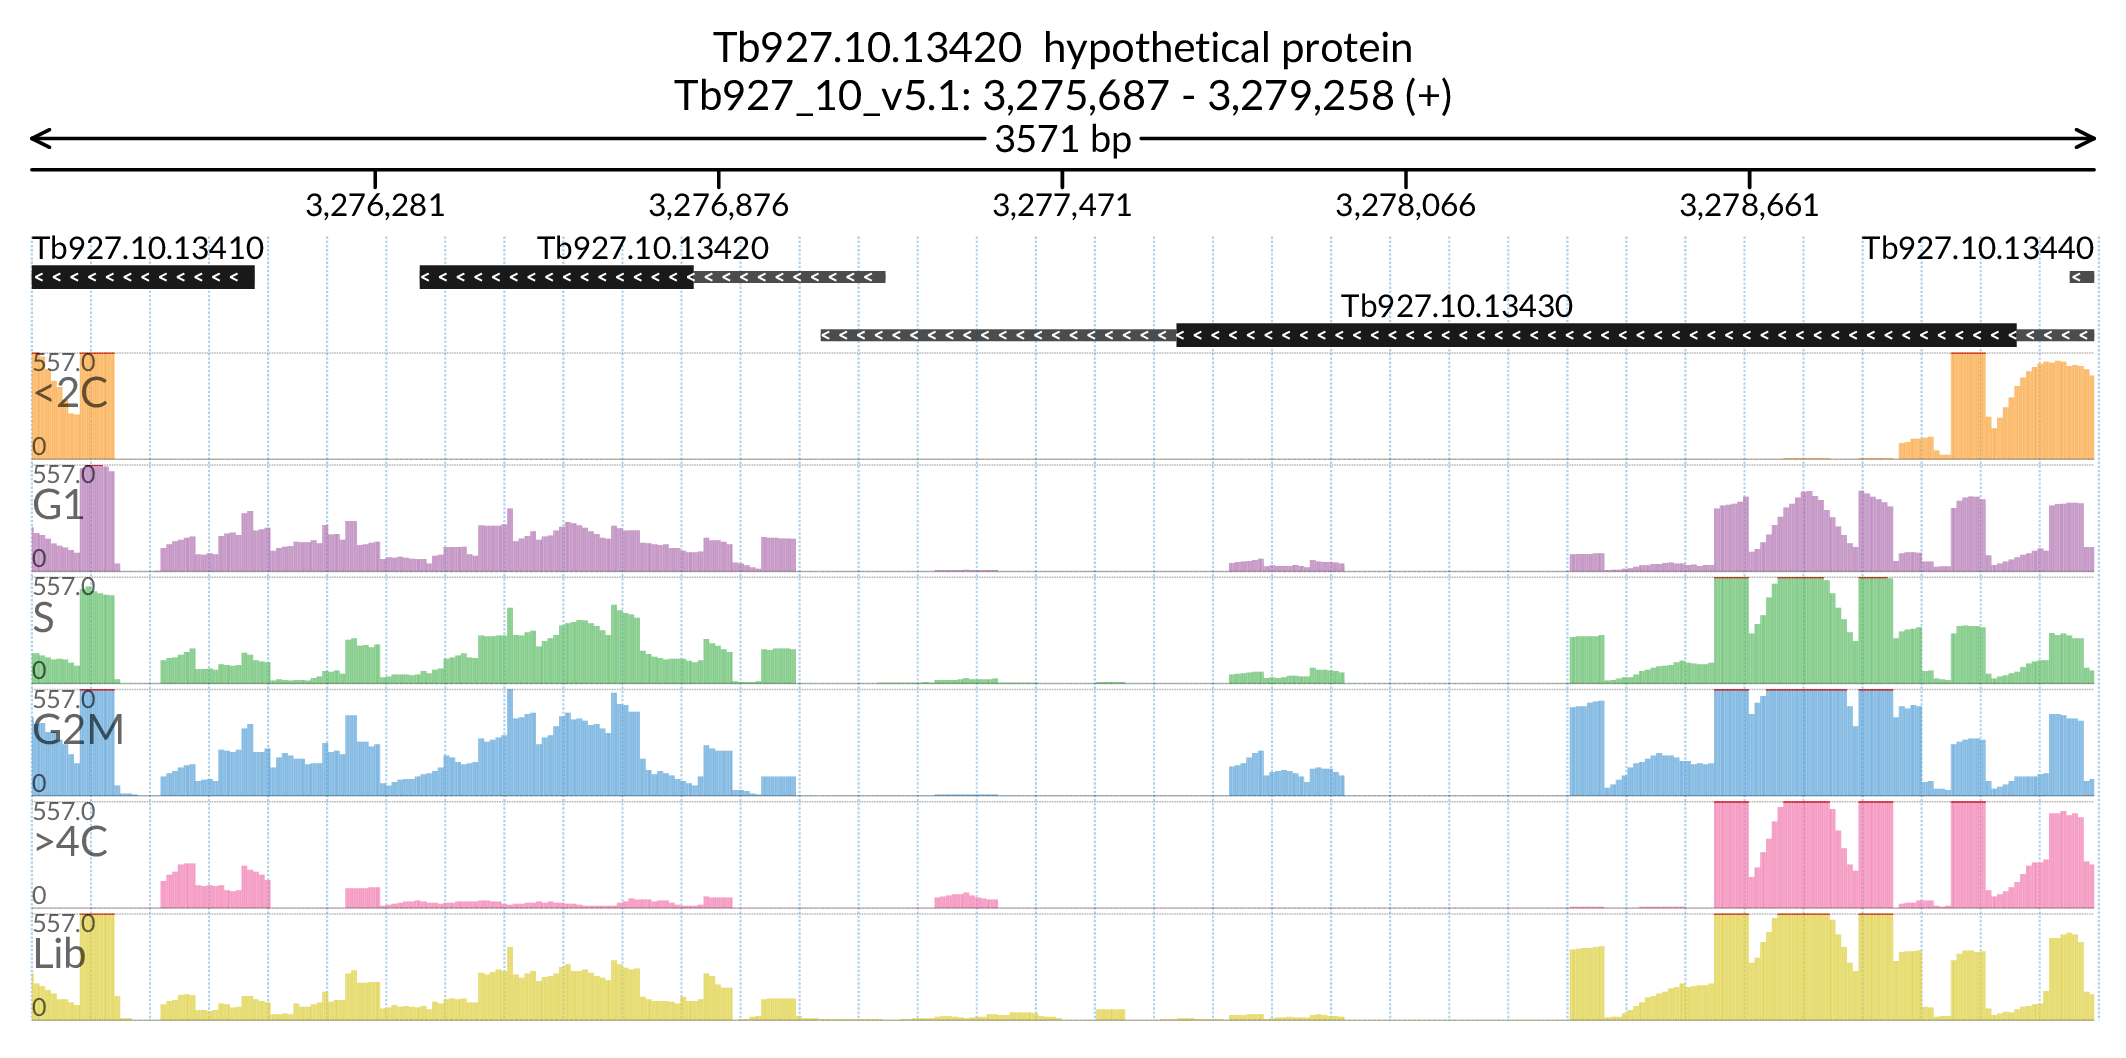 Tb927.10.13420  hypothetical protein
Tb927_10_v5.1: 3,275,687 - 3,279,258 (+)
3571 bp
3,276,281 3,276,876 3,277,471 3,278,066 3,278,661
Tb927.10.13410 Tb927.10.13420 Tb927.10.13440
Tb927.10.13430
557.0
<2C
0
557.0
G1
0
557.0
S
0
557.0
G2M
0
557.0
>4C
0
557.0
Lib
0